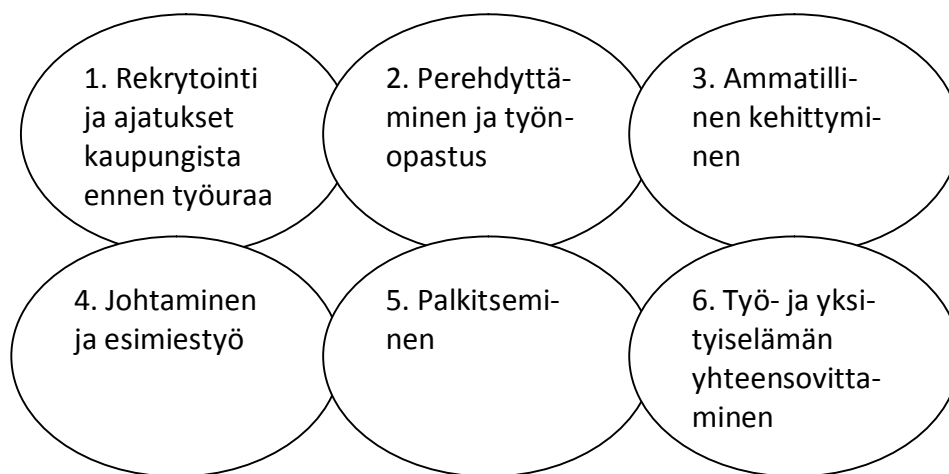 1. Rekrytointi
ja ajatukset
kaupungista
ennen työuraa
2. Perehdyttä-
minen ja työn-
opastus
3. Ammatilli-
nen kehittymi-
nen
4. Johtaminen
ja esimiestyö
5. Palkitsemi-
nen
6. Työ- ja yksi-
tyiselämän
yhteensovitta-
minen